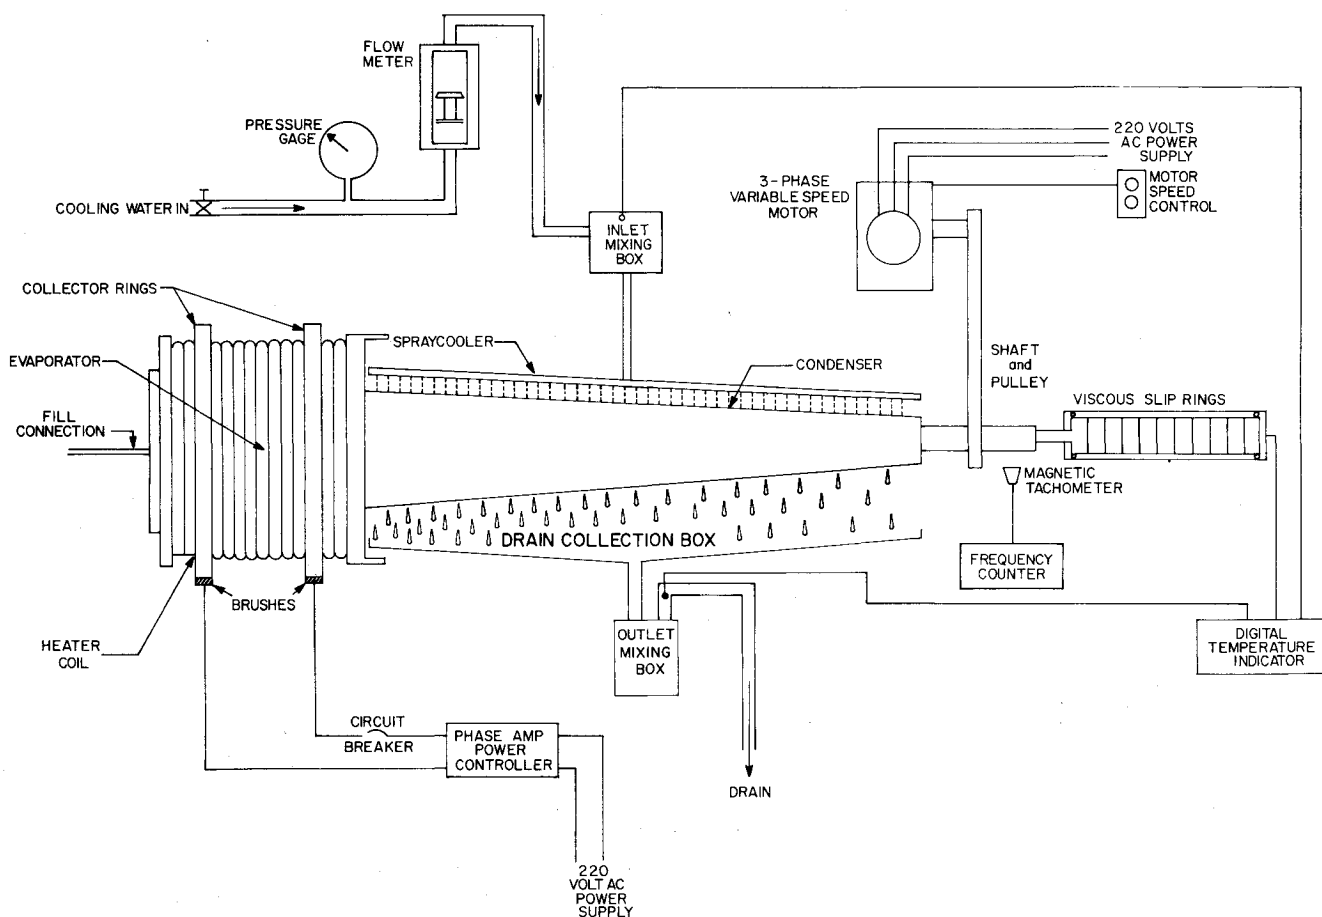 FLOW
METER
PRESSURE
GAGE
COOLING WATER IN
220 VOLTS
AC POWER
SUPPLY
3-PHASE
VARIABLE SPEED
MOTOR
MOTOR
SPEED
CONTROL
INLET
MIXING
BOX
COLLECTOR RINGS
EVAPORATOR
FILL
CONNECTION
SPRAYCOOLER
CONDENSER
SHAFT
and
PULLEY
VISCOUS SLIP RINGS
MAGNETIC
TACHOMETER
DRAIN COLLECTION BOX
FREQUENCY
COUNTER
BRUSHES
HEATER
COIL
OUTLET
MIXING
BOX
DIGITAL
TEMPERATURE
INDICATOR
CIRCUIT
BREAKER
PHASE AMP
POWER
CONTROLLER
DRAIN
220
VOLT AC
POWER
SUPPLY